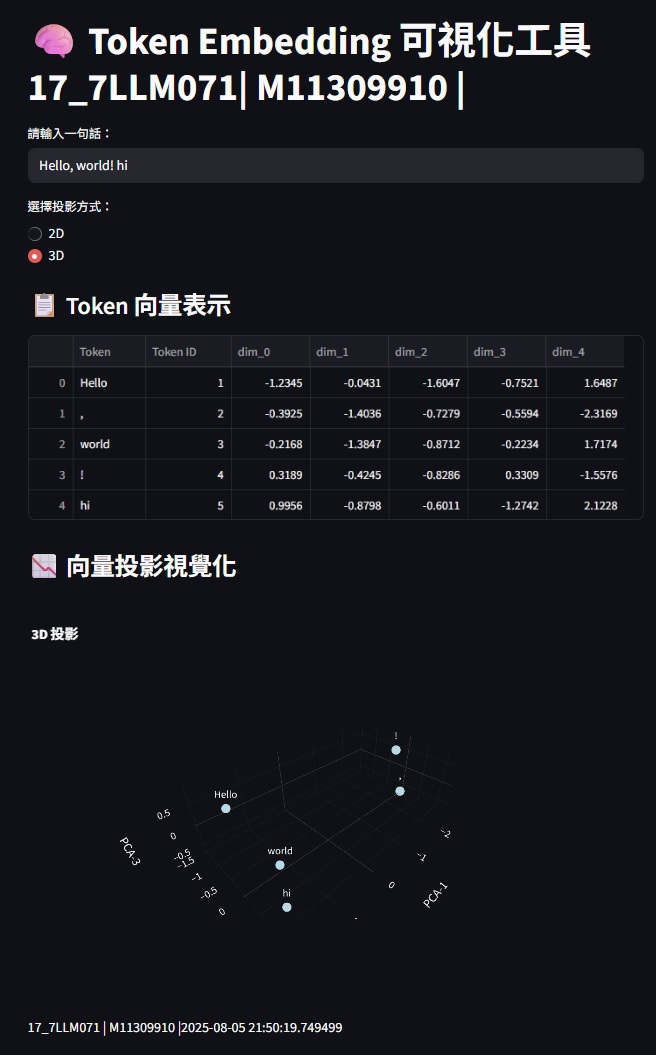 Token Embedding 可視化工具
17_7LLM071| M11309910 |
請輸入一句話：
Hello, world! hi
選擇投影方式：
2D
3D
Token 向量表示
Token Token ID dim_0 dim_1 dim_2 dim_3 dim_4
0 Hello 1 -1.2345 -0.0431 -1.6047 -0.7521 1.6487
1 , 2 -0.3925 -1.4036 -0.7279 -0.5594 -2.3169
2 world 3 -0.2168 -1.3847 -0.8712 -0.2234 1.7174
3 ! 4 0.3189 -0.4245 -0.8286 0.3309 -1.5576
4 hi 5 0.9956 -0.8798 -0.6011 -1.2742 2.1228
向量投影視覺化
3D 投影
!
,
Hello
world
hi
0.5
0
−0.5
PCA-3
−1.5
−1
−0.5
0
−2
−1
0
PCA-1
17_7LLM071 | M11309910 |2025-08-05 21:50:19.749499